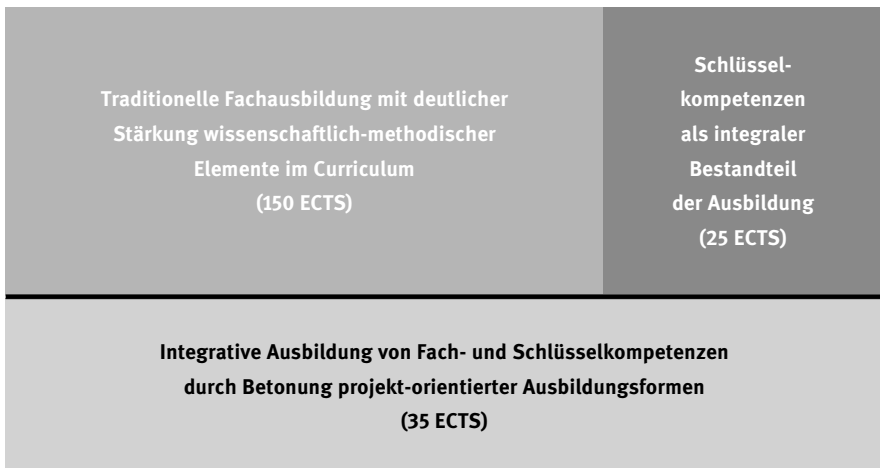 Traditionelle Fachausbildung mit deutlicher
Stärkung wissenschaftlich-methodischer
Elemente im Curriculum
(150 ECTS)
Schlüssel-
kompetenzen
als integraler
Bestandteil
der Ausbildung
(25 ECTS)
Integrative Ausbildung von Fach- und Schlüsselkompetenzen
durch Betonung projekt-orientierter Ausbildungsformen
(35 ECTS)